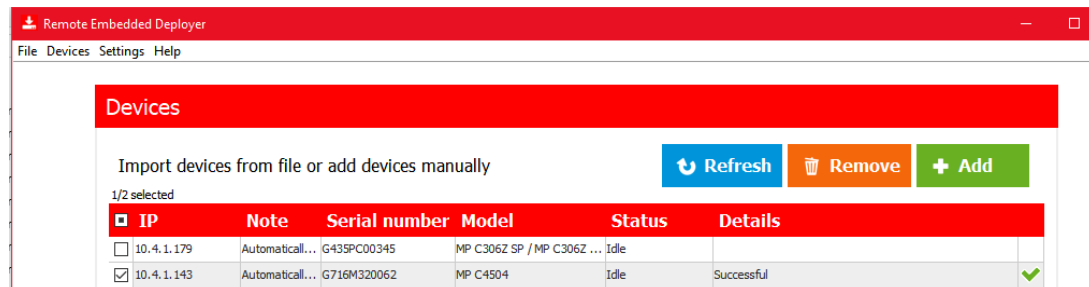 Remote Embedded Deployer
File Devices Settings Help
Devices
Import devices from file or add devices manually
Refresh Remove Add
1/2 selected
IP Note Serial number Model Status Details
10.4.1.179 Automaticall... G435PC00345 MP C306Z SP / MP C306Z ... Idle
10.4.1.143 Automaticall... G716M320062 MP C4504 Idle Successful